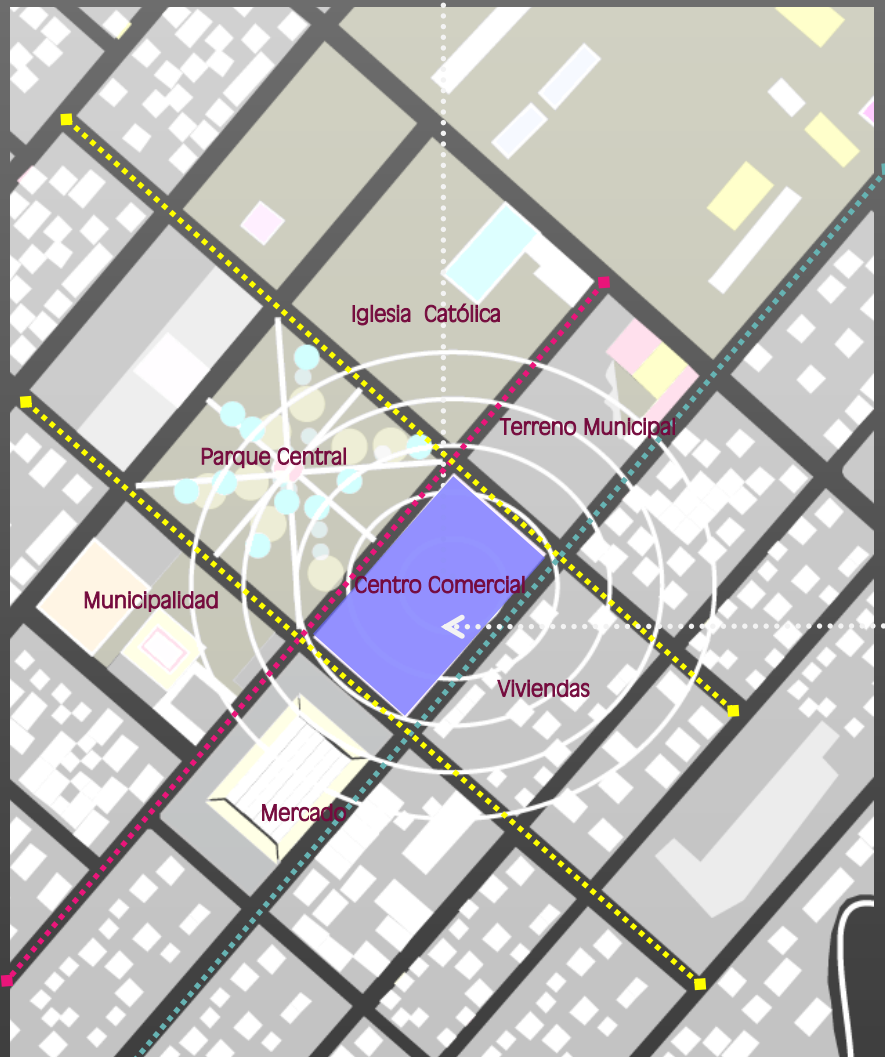 Iglesia Católica
Terreno Municipal
Parque Central
Centro Comercial
Municipalidad
Viviendas
Mercado